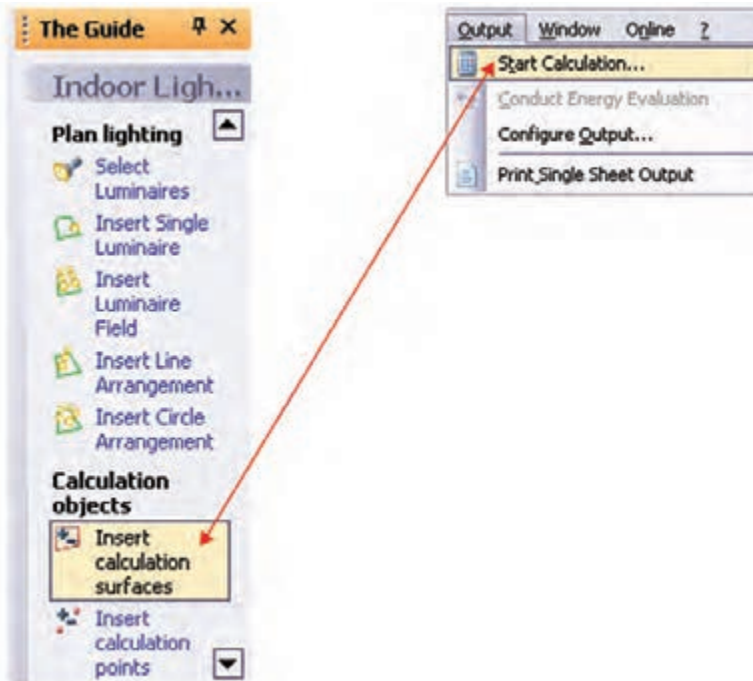 The Guide
Indoor Ligh...
Plan lighting
Select
Luminaires
Insert Single
Luminaire
Insert
Luminaire
Field
Insert Line
Arrangement
Insert Circle
Arrangement
Calculation
objects
Insert
calculation
surfaces
Insert
calculation
points
Output Window Online ?
Start Calculation...
Conduct Energy Evaluation
Configure Output...
Print Single Sheet Output